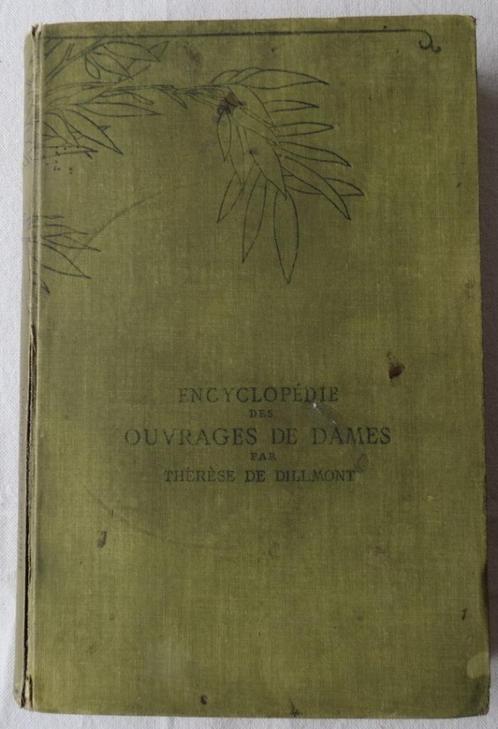 ENCYCLOPÉDIE
DES
OUVRAGES DE DAMES
PAR
THÉRÈSE DE DILLMONT